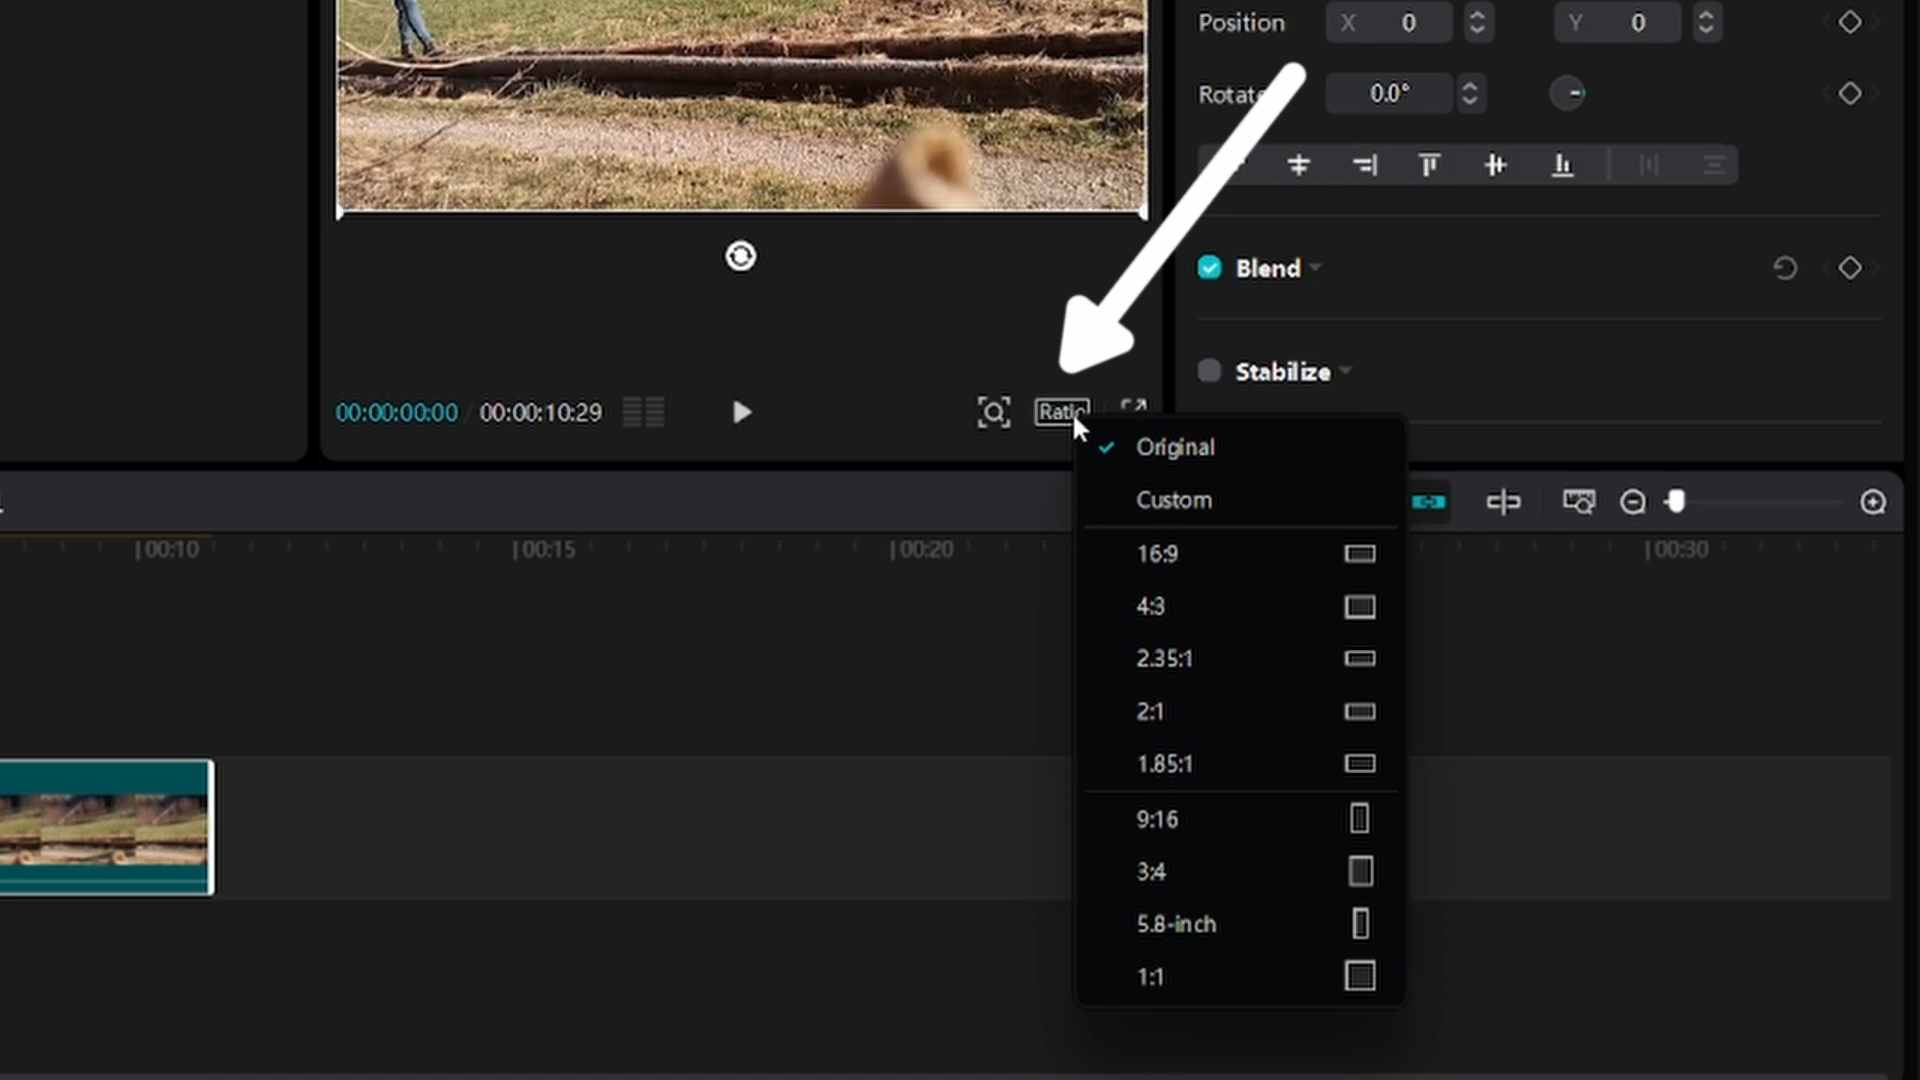 Position X 0 Y 0
Rotate 0.0°
Blend
Stabilize
00:00:00:00 / 00:00:10:29
Ratio
Original
Custom
00:10 00:15 00:20 00:30
16:9
4:3
2.35:1
2:1
1.85:1
9:16
3:4
5.8-inch
1:1